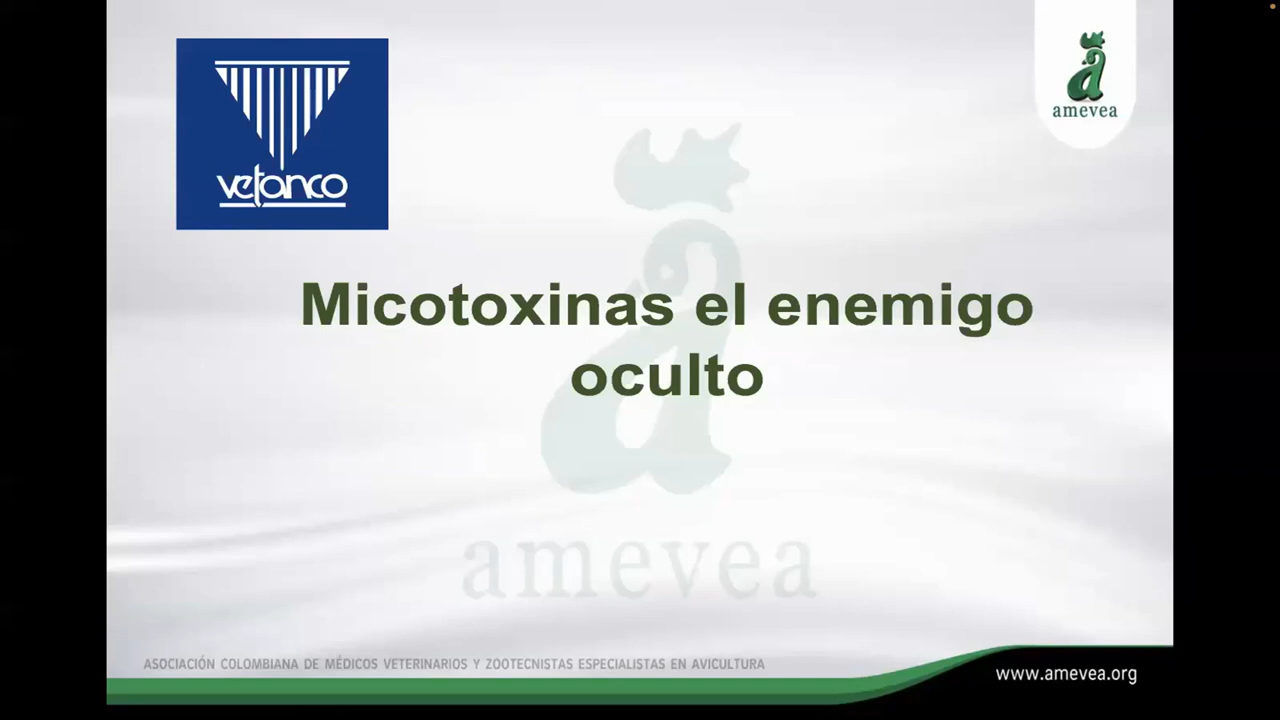 vetanco
amevea
Micotoxinas el enemigo
oculto
amevea
ASOCIACIÓN COLOMBIANA DE MÉDICOS VETERINARIOS Y ZOOTECNISTAS ESPECIALISTAS EN AVICULTURA
www.amevea.org